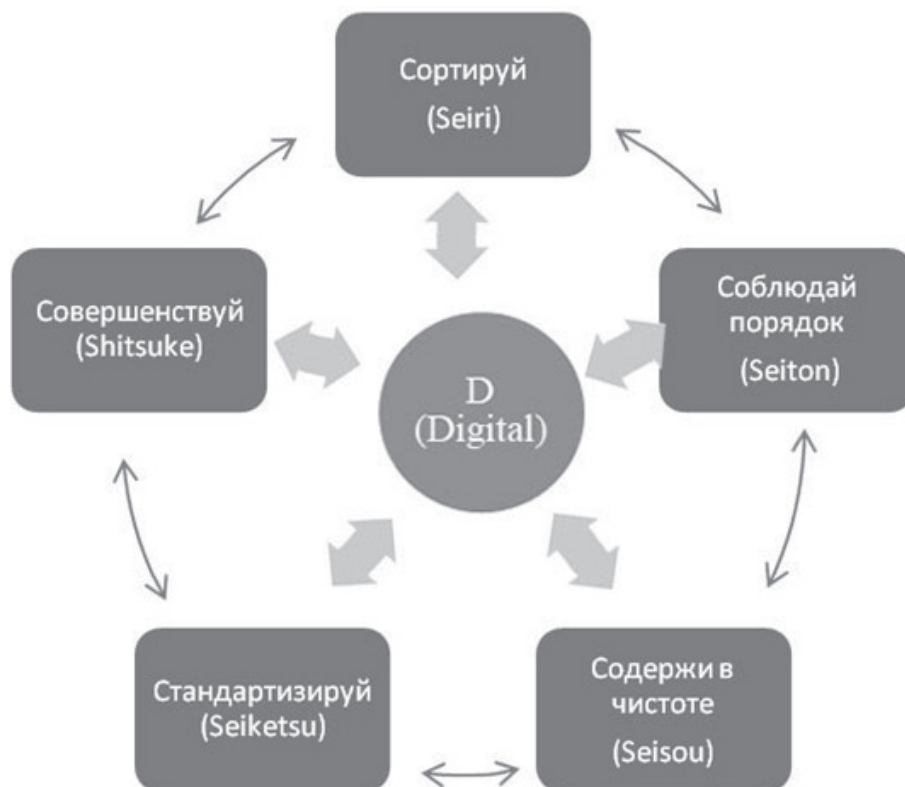 Сортируй
(Seiri)
Соблюдай
порядок
(Seiton)
Содержи в
чистоте
(Seisou)
Стандартизируй
(Seiketsu)
Совершенствуй
(Shitsuke)
D
(Digital)